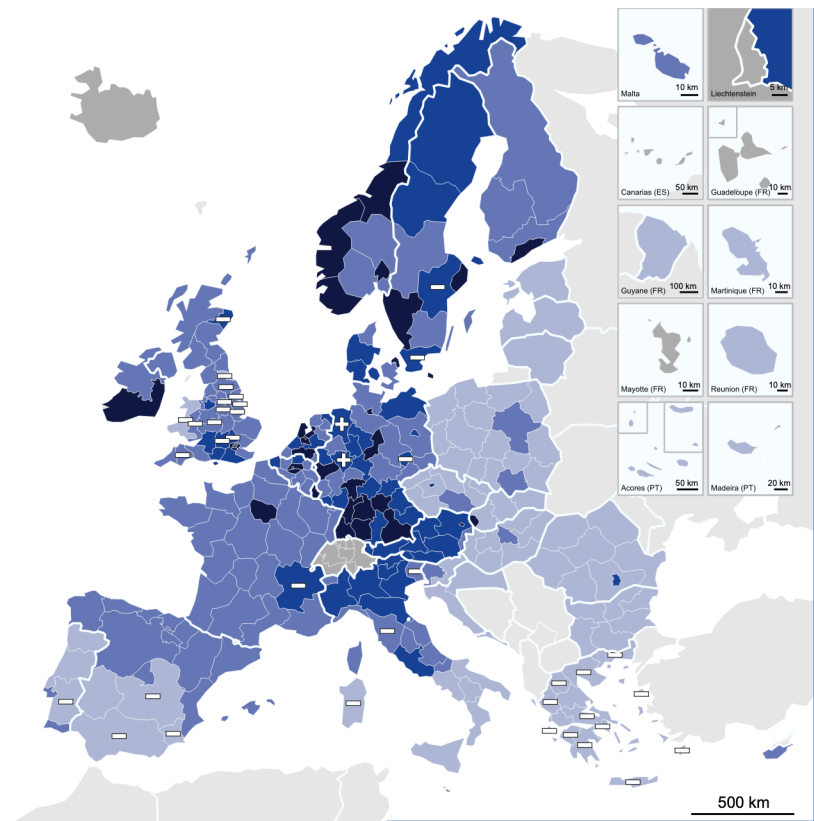 Malta
10 km
Liechtenstein
5 km
Canarias (ES)
50 km
Guadeloupe (FR)
10 km
Guyane (FR)
100 km
Martinique (FR)
10 km
Mayotte (FR)
10 km
Reunion (FR)
10 km
Acores (PT)
50 km
Madeira (PT)
20 km
500 km